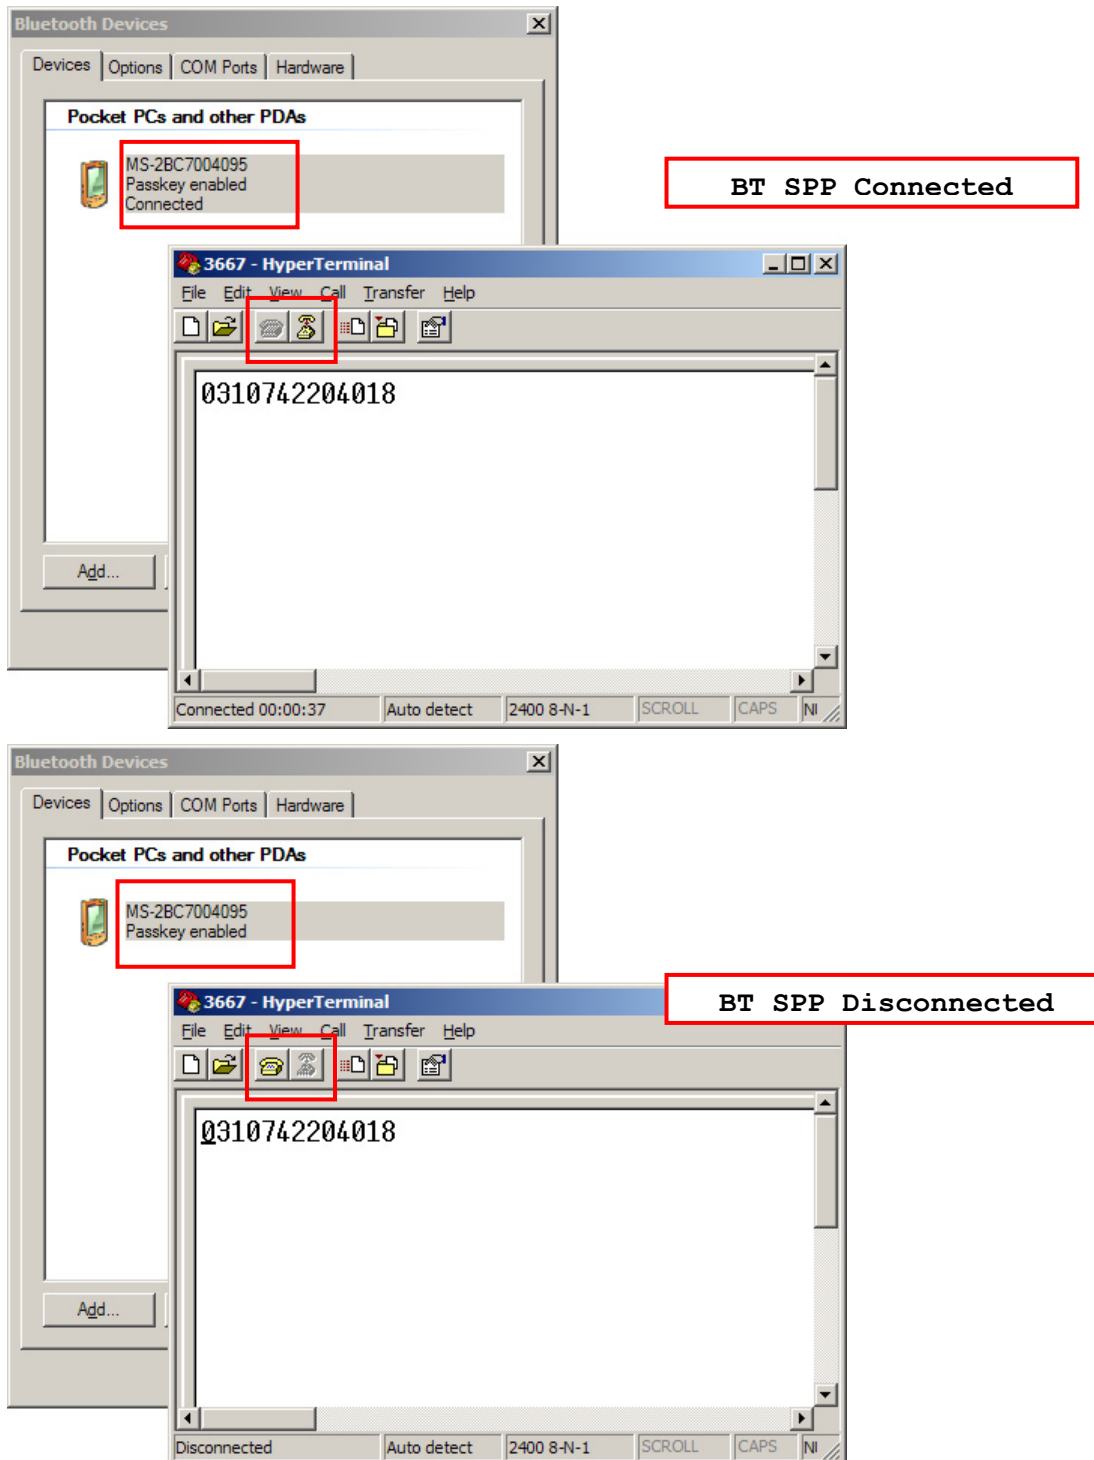 Bluetooth Devices
Devices Options COM Ports Hardware
Pocket PCs and other PDAs
MS-2BC7004095
Passkey enabled
Connected
BT SPP Connected
3667 - HyperTerminal
File Edit View Call Transfer Help
0310742204018
Add...
Connected 00:00:37 Auto detect 2400 8-N-1 SCROLL CAPS
Bluetooth Devices
Devices Options COM Ports Hardware
Pocket PCs and other PDAs
MS-2BC7004095
Passkey enabled
BT SPP Disconnected
3667 - HyperTerminal
File Edit View Call Transfer Help
0310742204018
Add...
Disconnected Auto detect 2400 8-N-1 SCROLL CAPS